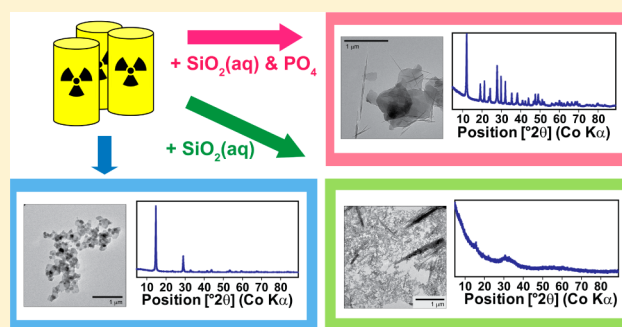 + SiO₂(aq) & PO₄
+ SiO₂(aq)
1 μm
10 20 30 40 50 60 70 80
Position [°2θ] (Co Kα)
1 μm
10 20 30 40 50 60 70 80
Position [°2θ] (Co Kα)
1 μm
10 20 30 40 50 60 70 80
Position [°2θ] (Co Kα)